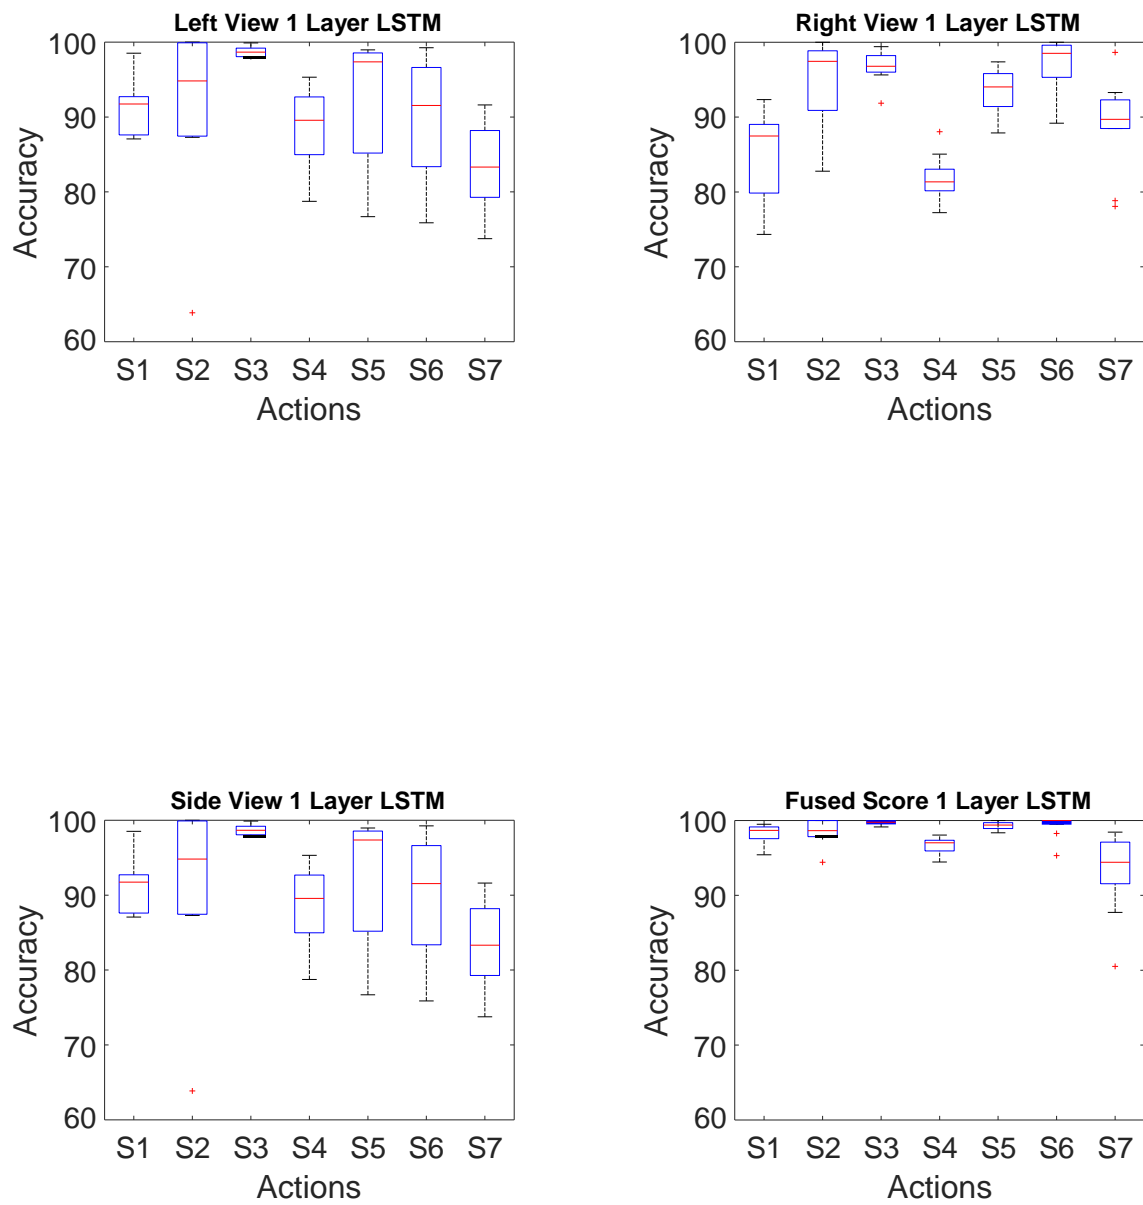 Left View 1 Layer LSTM
100
90
80
70
60
Accuracy
S1 S2 S3 S4 S5 S6 S7
Actions
Right View 1 Layer LSTM
100
90
80
70
60
Accuracy
S1 S2 S3 S4 S5 S6 S7
Actions
Side View 1 Layer LSTM
100
90
80
70
60
Accuracy
S1 S2 S3 S4 S5 S6 S7
Actions
Fused Score 1 Layer LSTM
100
90
80
70
60
Accuracy
S1 S2 S3 S4 S5 S6 S7
Actions